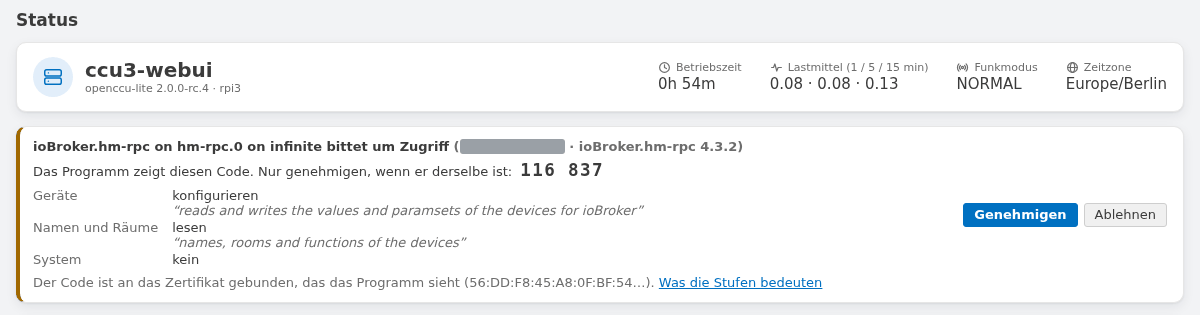 Status
ccu3-webui
openccu-lite 2.0.0-rc.4 · rpi3
Betriebszeit
0h 54m
Lastmittel (1 / 5 / 15 min)
0.08 · 0.08 · 0.13
Funkmodus
NORMAL
Zeitzone
Europe/Berlin
ioBroker.hm-rpc on hm-rpc.0 on infinite bittet um Zugriff ( · ioBroker.hm-rpc 4.3.2)
Das Programm zeigt diesen Code. Nur genehmigen, wenn er derselbe ist: 116 837
Geräte konfigurieren
“reads and writes the values and paramsets of the devices for ioBroker”
Namen und Räume lesen
“names, rooms and functions of the devices”
System kein
Genehmigen Ablehnen
Der Code ist an das Zertifikat gebunden, das das Programm sieht (56:DD:F8:45:A8:0F:BF:54…). Was die Stufen bedeuten